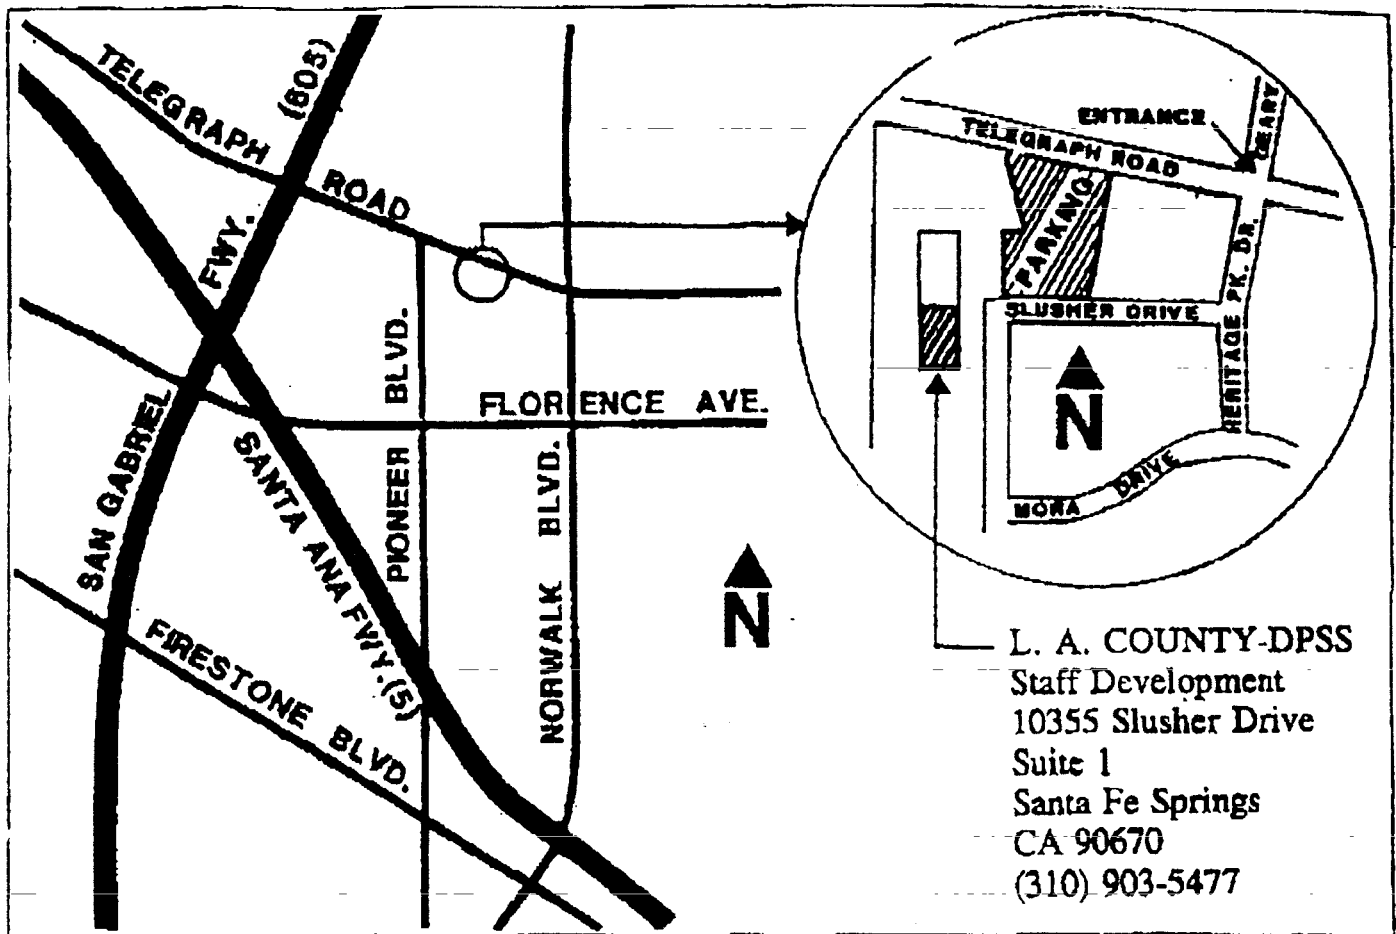 TELEGRAPH ROAD
(605)
SAN GABRIEL FWY.
SANTA ANA FWY.(5)
PIONEER BLVD.
NORWALK BLVD.
FLORENCE AVE.
FIRESTONE BLVD.
N
ENTRANCE
GEARY
TELEGRAPH ROAD
PARKING
HERITAGE PK. DR.
SLUSHER DRIVE
N
MORA DRIVE
L. A. COUNTY-DPSS
Staff Development
10355 Slusher Drive
Suite 1
Santa Fe Springs
CA 90670
(310) 903-5477